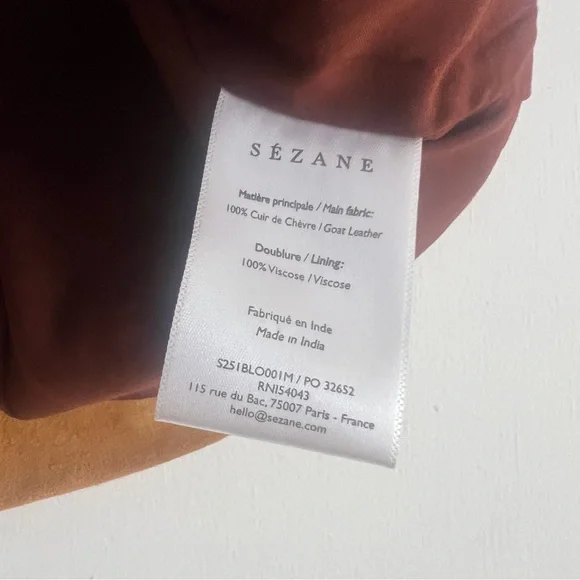 SÉZANE
Matière principale / Main fabric:
100% Cuir de Chèvre / Goat Leather
Doublure / Lining:
100% Viscose / Viscose
Fabriqué en Inde
Made in India
S251BLO001M / PO 32652
RN154043
115 rue du Bac, 75007 Paris - France
hello@sezane.com